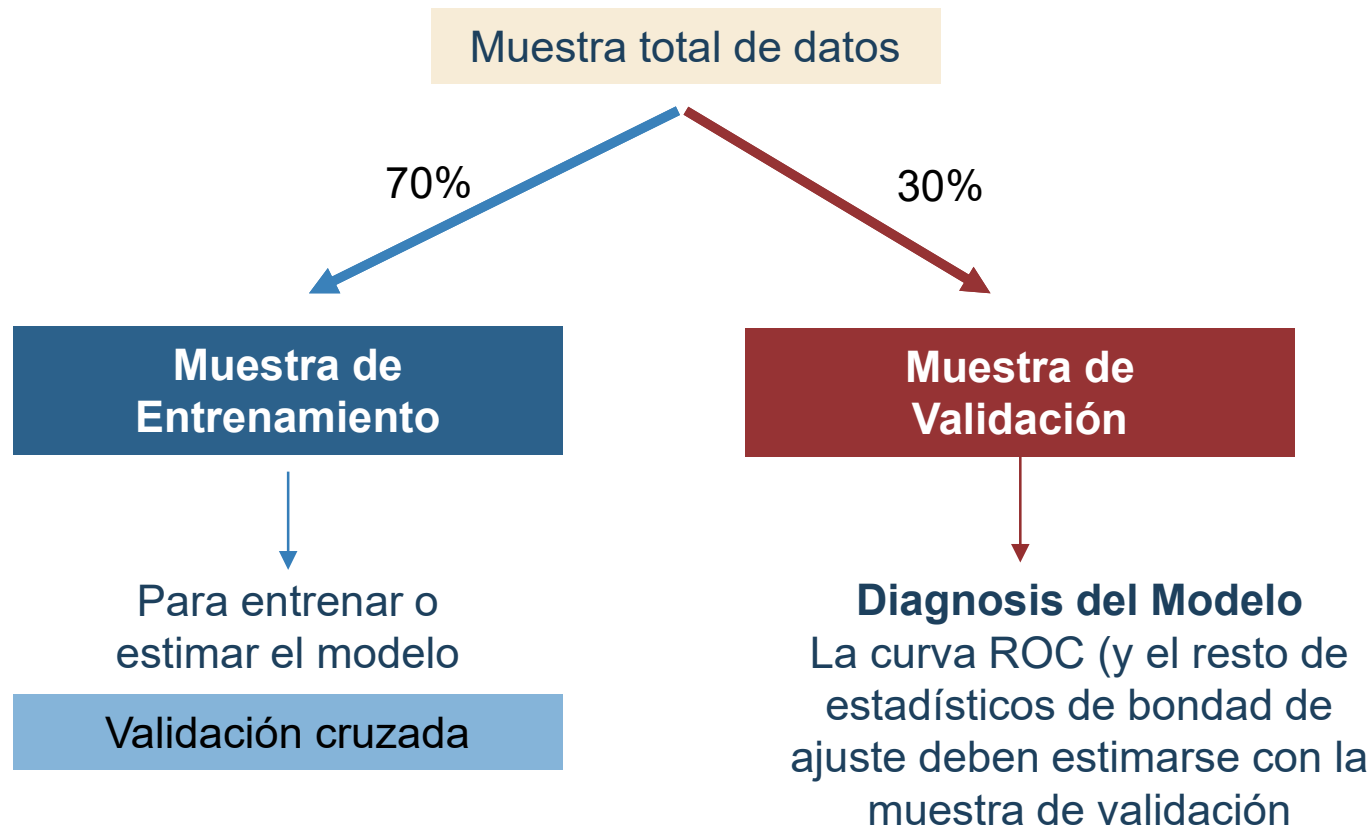 Muestra total de datos
70%
30%
Muestra de
Entrenamiento
Muestra de
Validación
Para entrenar o
estimar el modelo
Validación cruzada
Diagnosis del Modelo
La curva ROC (y el resto de
estadísticos de bondad de
ajuste deben estimarse con la
muestra de validación